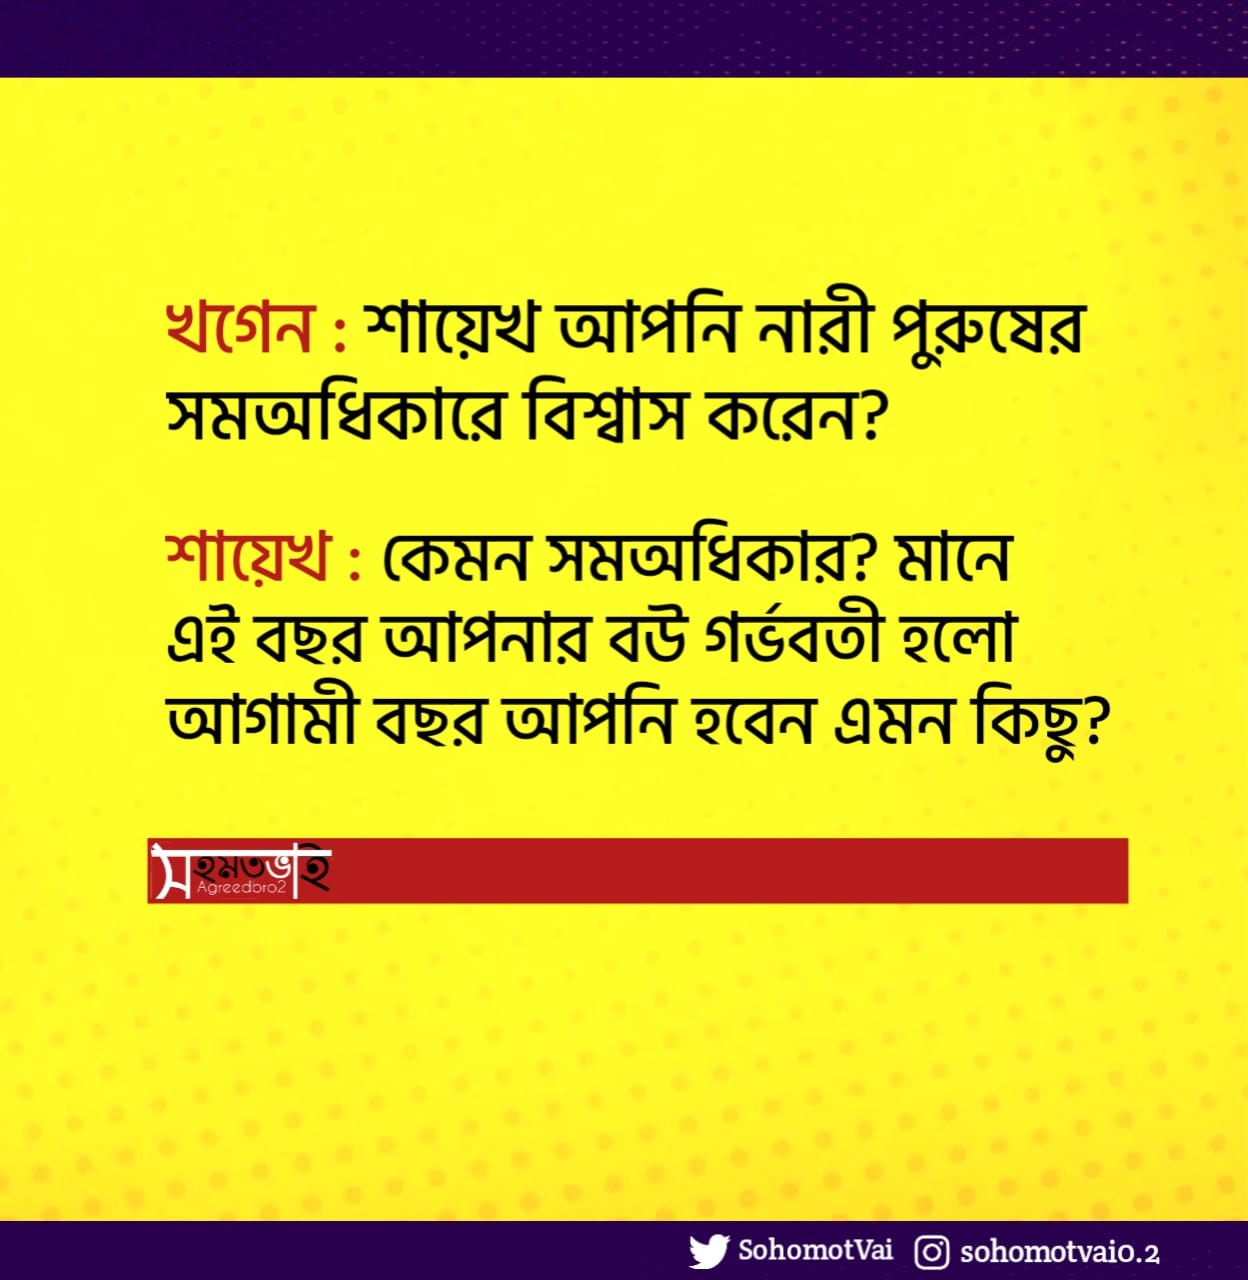 খগেন : শায়েখ আপনি নারী পুরুষের
সমঅধিকারে বিশ্বাস করেন?
শায়েখ : কেমন সমঅধিকার? মানে
এই বছর আপনার বউ গর্ভবতী হলো
আগামী বছর আপনি হবেন এমন কিছু?
সহমতভাই
Agreedbro2
SohomotVai sohomotvai0.2